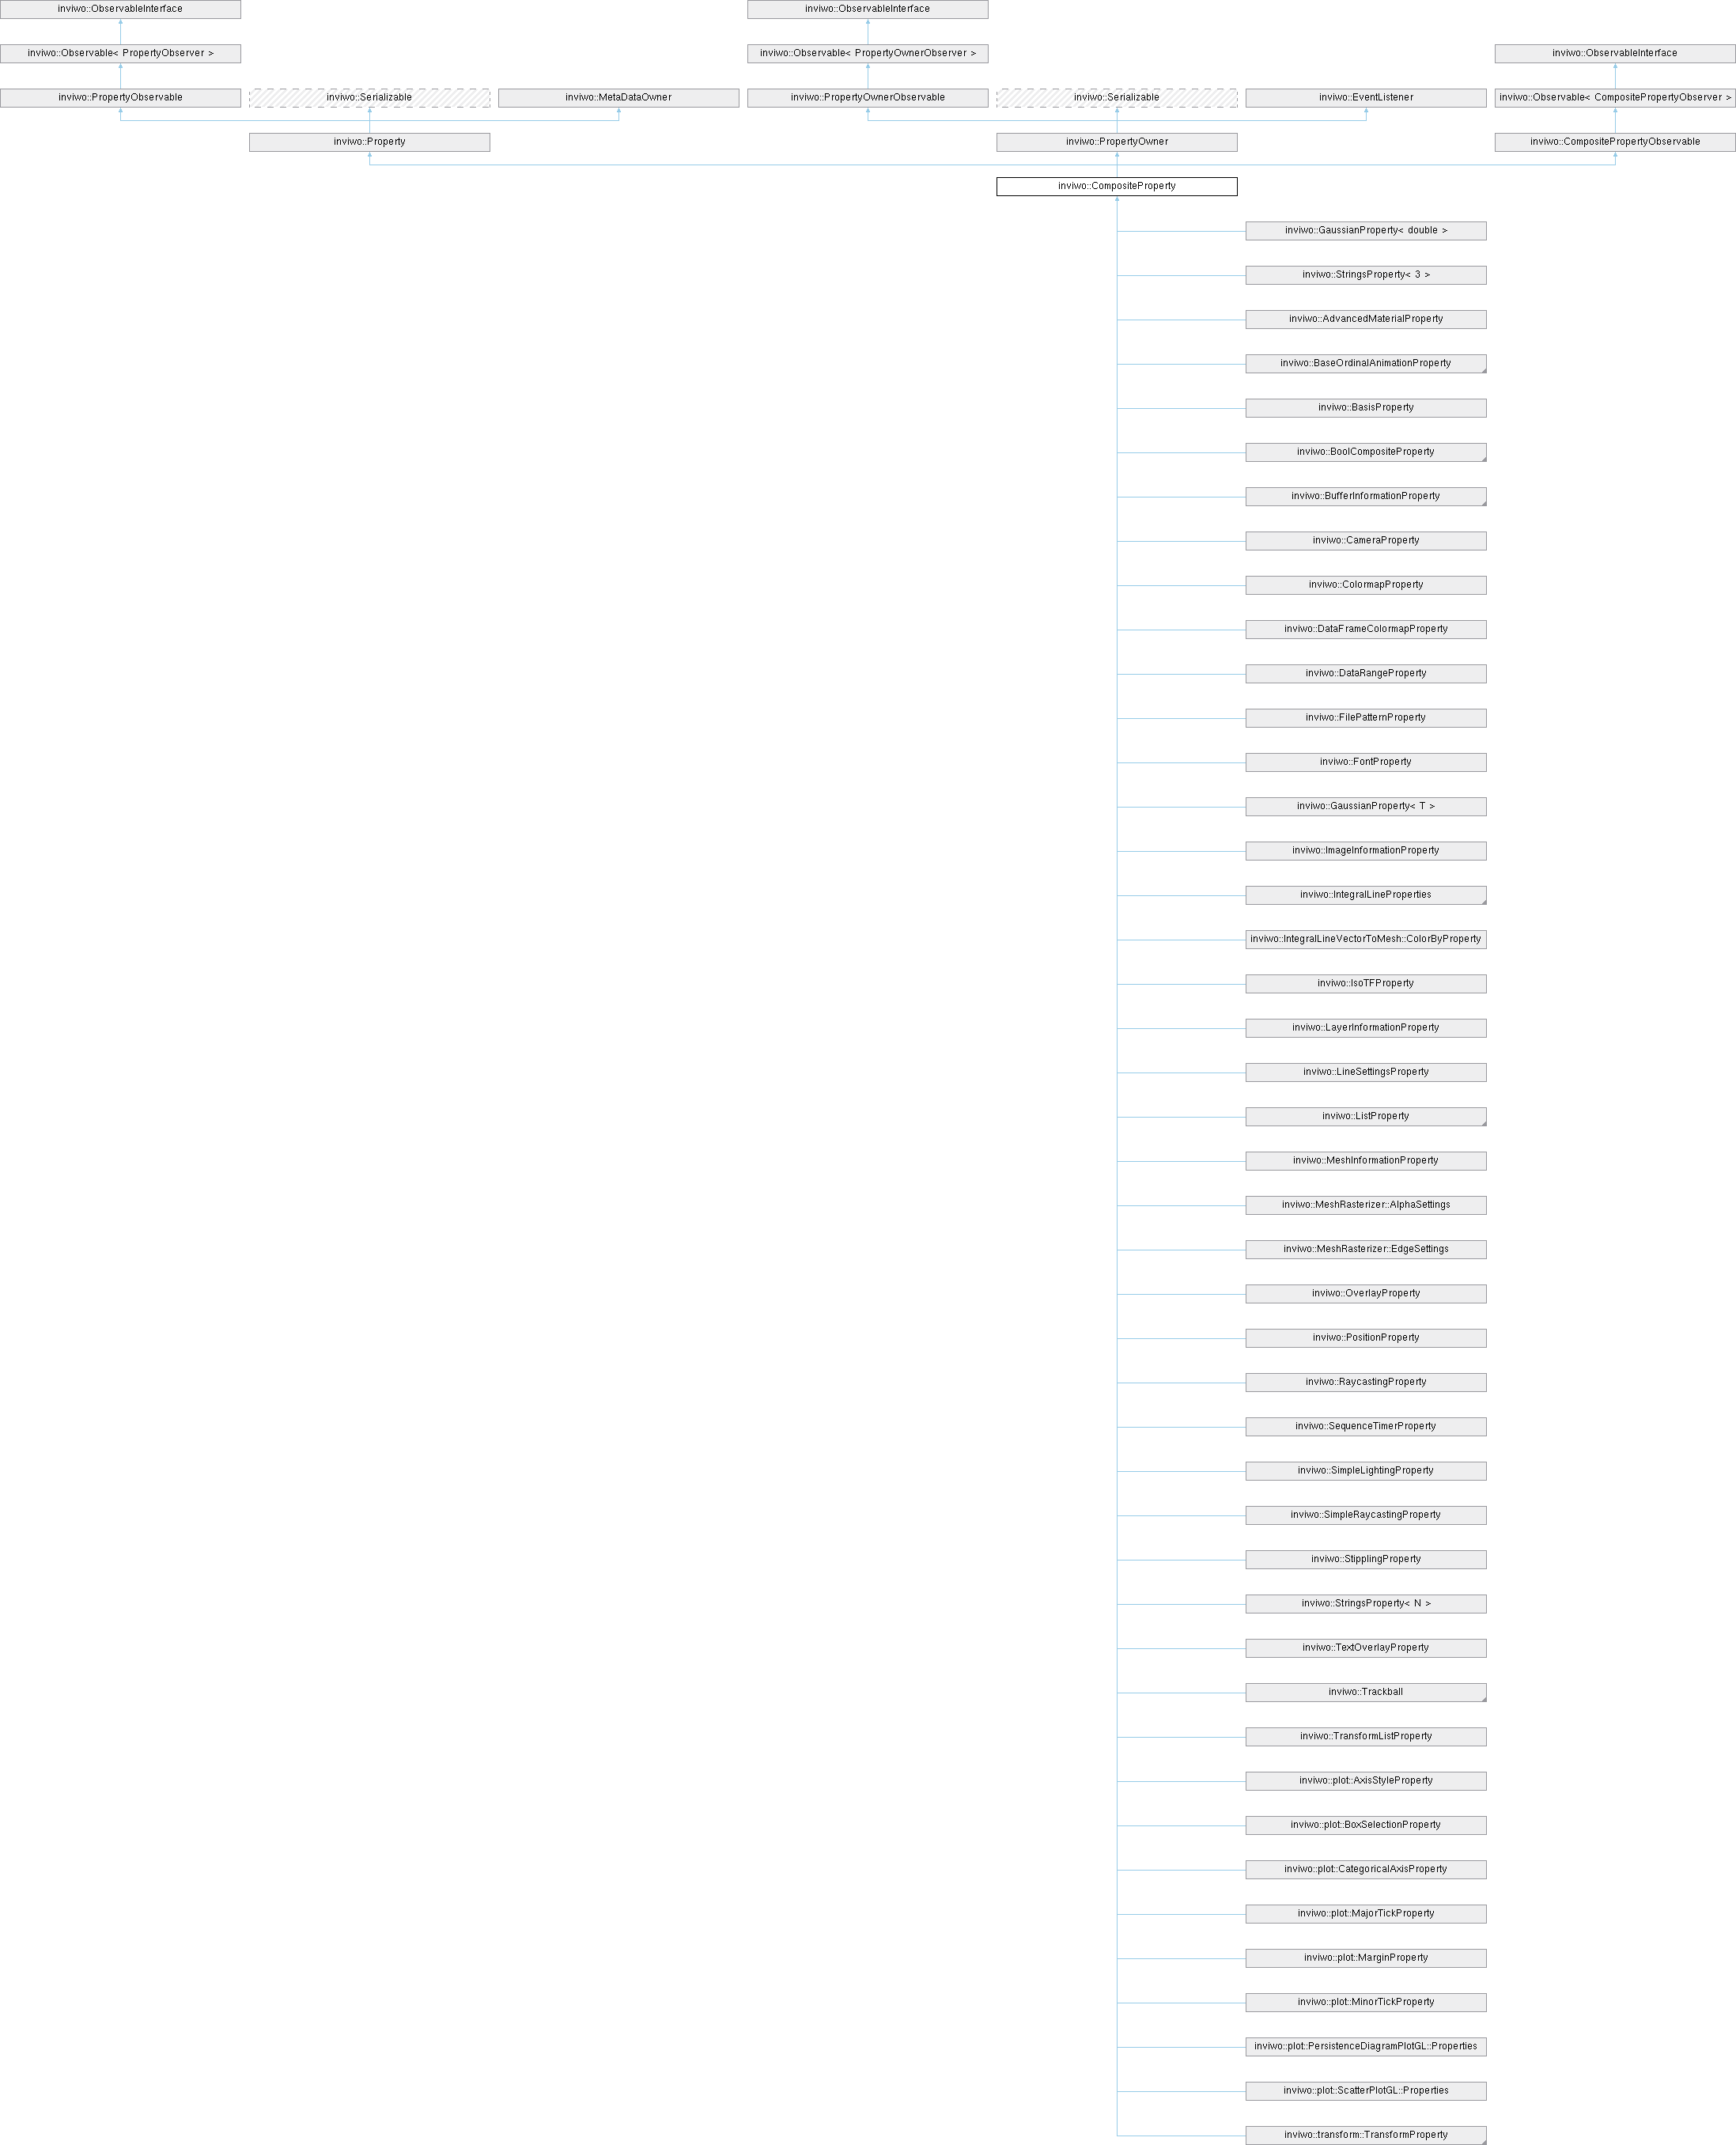 inviwo::ObservableInterface
inviwo::ObservableInterface
inviwo::Observable< PropertyObserver >
inviwo::Observable< PropertyOwnerObserver >
inviwo::ObservableInterface
inviwo::PropertyObservable
inviwo::Serializable
inviwo::MetaDataOwner
inviwo::PropertyOwnerObservable
inviwo::Serializable
inviwo::EventListener
inviwo::Observable< CompositePropertyObserver >
inviwo::Property
inviwo::PropertyOwner
inviwo::CompositePropertyObservable
inviwo::CompositeProperty
inviwo::GaussianProperty< double >
inviwo::StringsProperty< 3 >
inviwo::AdvancedMaterialProperty
inviwo::BaseOrdinalAnimationProperty
inviwo::BasisProperty
inviwo::BoolCompositeProperty
inviwo::BufferInformationProperty
inviwo::CameraProperty
inviwo::ColormapProperty
inviwo::DataFrameColormapProperty
inviwo::DataRangeProperty
inviwo::FilePatternProperty
inviwo::FontProperty
inviwo::GaussianProperty< T >
inviwo::ImageInformationProperty
inviwo::IntegralLineProperties
inviwo::IntegralLineVectorToMesh::ColorByProperty
inviwo::IsoTFProperty
inviwo::LayerInformationProperty
inviwo::LineSettingsProperty
inviwo::ListProperty
inviwo::MeshInformationProperty
inviwo::MeshRasterizer::AlphaSettings
inviwo::MeshRasterizer::EdgeSettings
inviwo::OverlayProperty
inviwo::PositionProperty
inviwo::RaycastingProperty
inviwo::SequenceTimerProperty
inviwo::SimpleLightingProperty
inviwo::SimpleRaycastingProperty
inviwo::StipplingProperty
inviwo::StringsProperty< N >
inviwo::TextOverlayProperty
inviwo::Trackball
inviwo::TransformListProperty
inviwo::plot::AxisStyleProperty
inviwo::plot::BoxSelectionProperty
inviwo::plot::CategoricalAxisProperty
inviwo::plot::MajorTickProperty
inviwo::plot::MarginProperty
inviwo::plot::MinorTickProperty
inviwo::plot::PersistenceDiagramPlotGL::Properties
inviwo::plot::ScatterPlotGL::Properties
inviwo::transform::TransformProperty